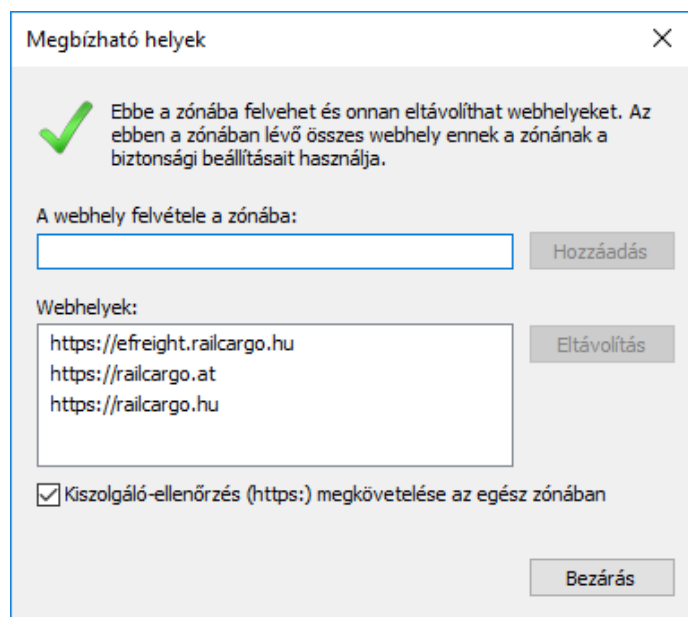 Megbízható helyek
Ebbe a zónába felvehet és onnan eltávolíthat webhelyeket. Az
ebben a zónában lévő összes webhely ennek a zónának a
biztonsági beállításait használja.
A webhely felvétele a zónába:
Hozzáadás
Webhelyek:
https://efreight.railcargo.hu
https://railcargo.at
https://railcargo.hu
Eltávolítás
Kiszolgáló-ellenőrzés (https:) megkövetelése az egész zónában
Bezárás